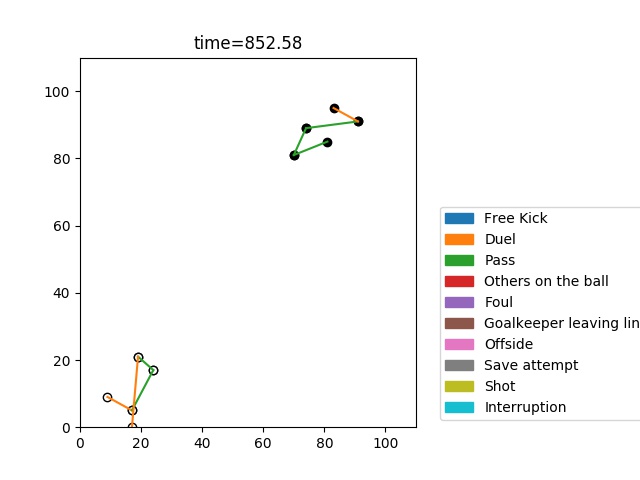 time=852.58
100
80
60
40
20
0
0 20 40 60 80 100
Free Kick
Duel
Pass
Others on the ball
Foul
Goalkeeper leaving lin
Offside
Save attempt
Shot
Interruption